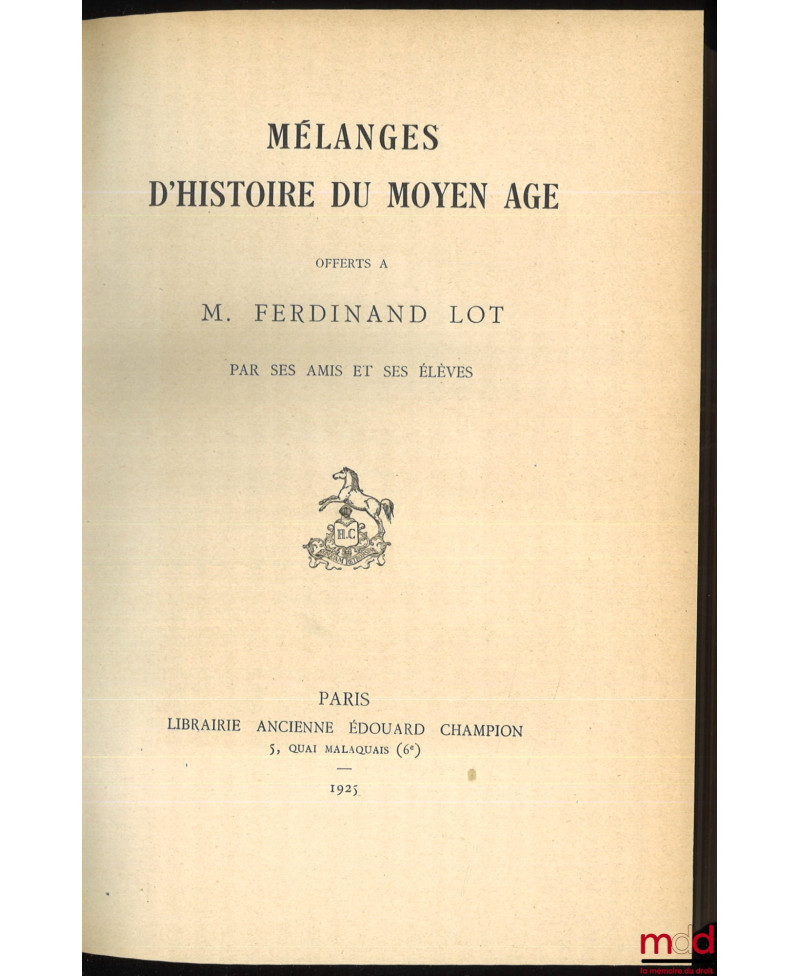 MÉLANGES
D'HISTOIRE DU MOYEN AGE
OFFERTS A
M. FERDINAND LOT
PAR SES AMIS ET SES ÉLÈVES
H.C
PARIS
LIBRAIRIE ANCIENNE ÉDOUARD CHAMPION
5, QUAI MALAQUAIS (6e)
1925
mdd
la mémoire du droit